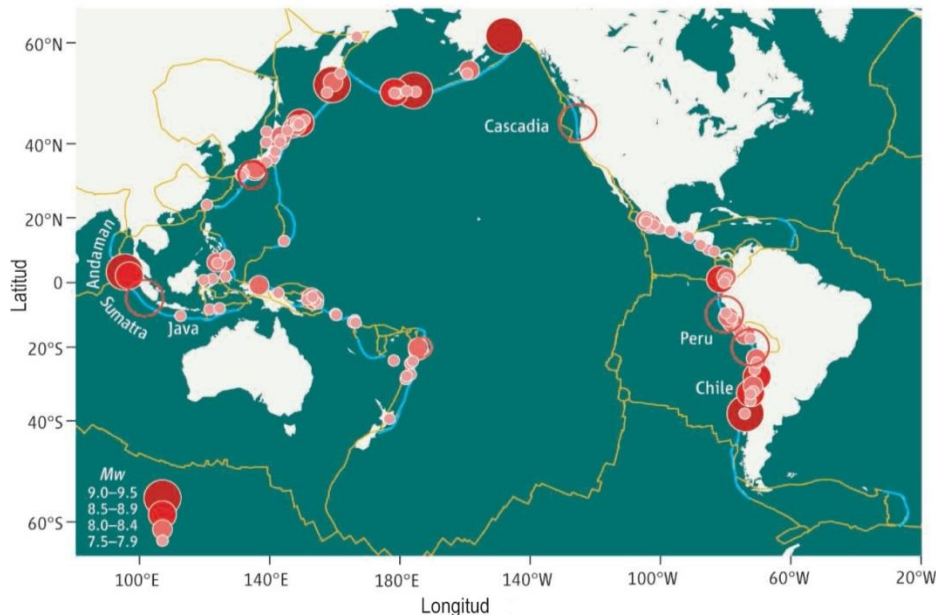 60°N
40°N
20°N
0
20°S
40°S
60°S
Latitud
Cascadia
Andaman
Sumatra
Java
Peru
Chile
Mw
9.0–9.5
8.5–8.9
8.0–8.4
7.5–7.9
100°E
140°E
180°E
140°W
100°W
60°W
20°W
Longitud